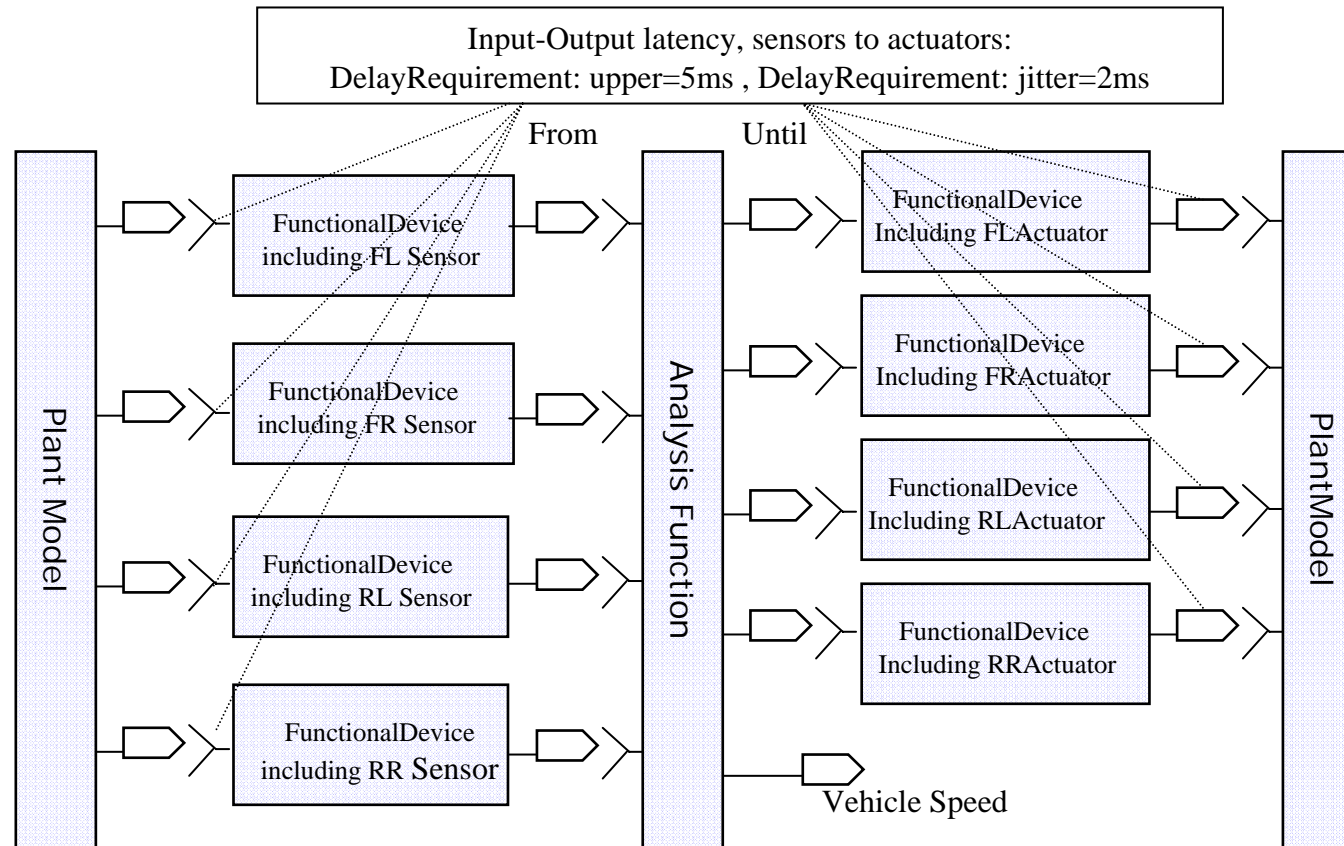 Input-Output latency, sensors to actuators:
DelayRequirement: upper=5ms , DelayRequirement: jitter=2ms
From
Until
Plant Model
FunctionalDevice
including FL Sensor
FunctionalDevice
including FR Sensor
FunctionalDevice
including RL Sensor
FunctionalDevice
including RR Sensor
Analysis Function
FunctionalDevice
Including FLActuator
FunctionalDevice
Including FRActuator
FunctionalDevice
Including RLActuator
FunctionalDevice
Including RRActuator
Vehicle Speed
PlantModel